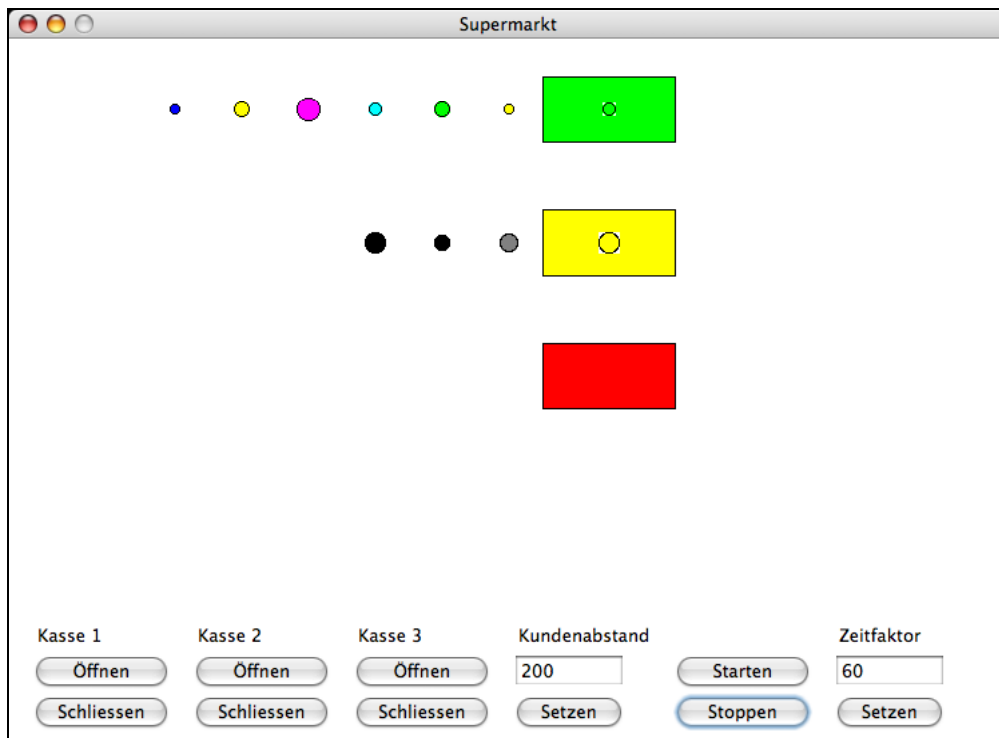 Supermarkt
Kasse 1 Kasse 2 Kasse 3 Kundenabstand Zeitfaktor
Öffnen Öffnen Öffnen 200 Starten 60
Schliessen Schliessen Schliessen Setzen Stoppen Setzen